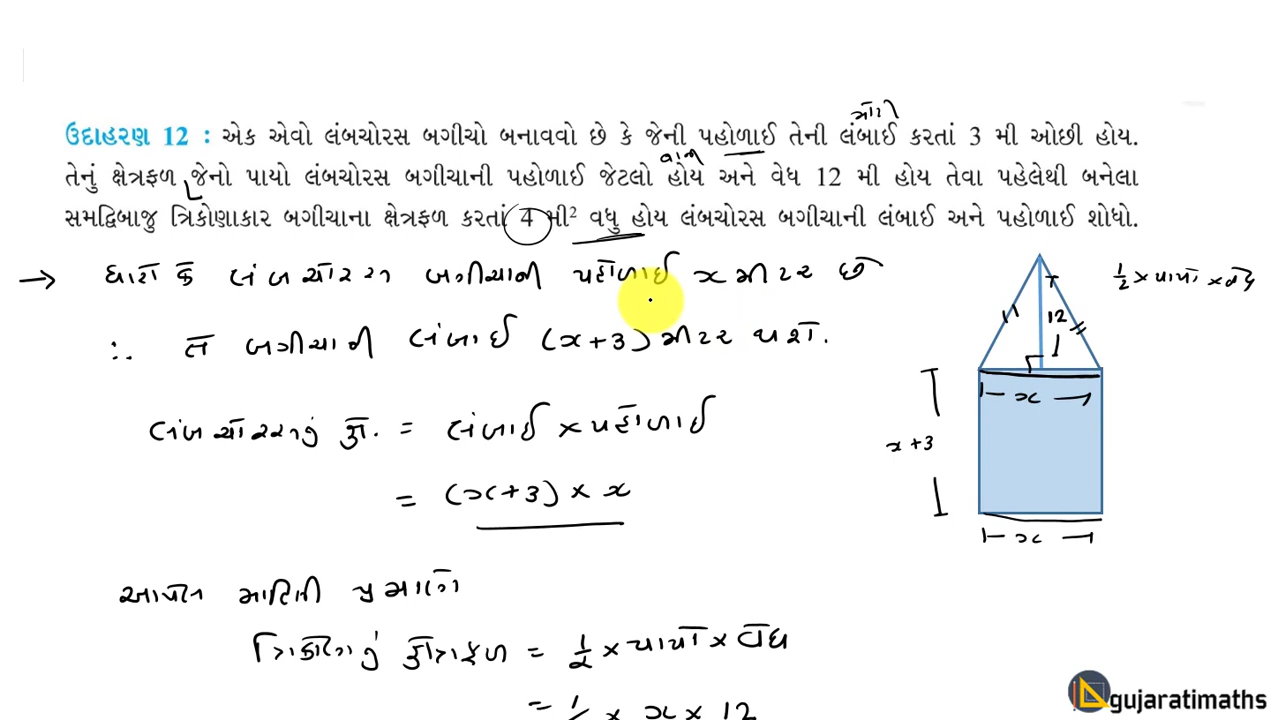 ઉદાહરણ 12 : એક એવો લંબચોરસ બગીચો બનાવવો છે કે જેની પહોળાઈ તેની લંબાઈ કરતાં 3 મી ઓછી હોય.
તેનું ક્ષેત્રફળ જેનો પાયો લંબચોરસ બગીચાની પહોળાઈ જેટલો હોય અને વેધ 12 મી હોય તેવા પહેલેથી બનેલા
સમદ્વિબાજુ ત્રિકોણાકાર બગીચાના ક્ષેત્રફળ કરતાં 4 મી² વધુ હોય લંબચોરસ બગીચાની લંબાઈ અને પહોળાઈ શોધો.
→ ધારો કે લંબચોરસ બગીચાની પહોળાઈ x મીટર છે
∴ તે બગીચાની લંબાઈ (x+3) મીટર થશે.
લંબચોરસનું ક્ષે. = લંબાઈ × પહોળાઈ
= (x+3) × x
આપેલ માહિતી પ્રમાણે
ત્રિકોણનું ક્ષેત્રફળ = 1/2 × પાયો × વેધ
= 1/2 × x × 12
1/2 × પાયો × વેધ
12
x
x+3
x
gujaratimaths